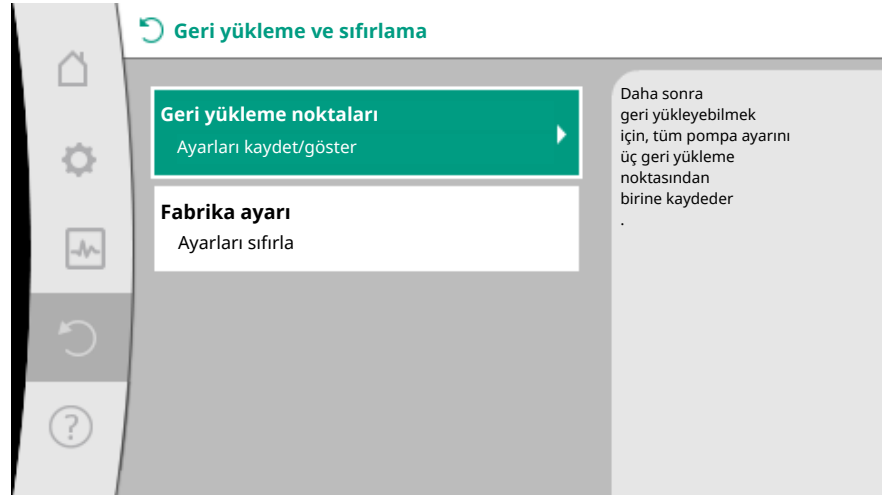 Geri yükleme ve sıfırlama
Geri yükleme noktaları
Ayarları kaydet/göster
Fabrika ayarı
Ayarları sıfırla
Daha sonra
geri yükleyebilmek
için, tüm pompa ayarını
üç geri yükleme
noktasından
birine kaydeder
.
?